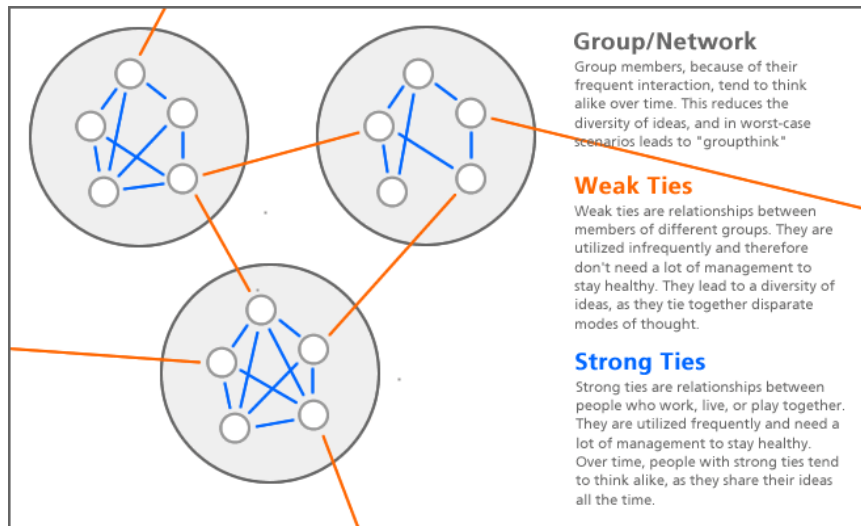 Group/Network
Group members, because of their
frequent interaction, tend to think
alike over time. This reduces the
diversity of ideas, and in worst-case
scenarios leads to "groupthink"
Weak Ties
Weak ties are relationships between
members of different groups. They are
utilized infrequently and therefore
don't need a lot of management to
stay healthy. They lead to a diversity of
ideas, as they tie together disparate
modes of thought.
Strong Ties
Strong ties are relationships between
people who work, live, or play together.
They are utilized frequently and need a
lot of management to stay healthy.
Over time, people with strong ties tend
to think alike, as they share their ideas
all the time.